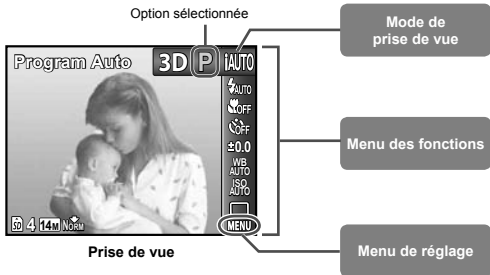 Option sélectionnée
Mode de
prise de vue
Program Auto 3D P iAUTO
AUTO
OFF
OFF
±0.0
WB
AUTO
ISO
AUTO
Menu des fonctions
4 14M NORM
MENU
Prise de vue
Menu de réglage